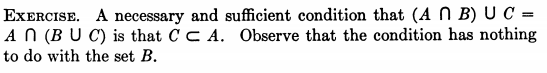 EXERCISE. A necessary and sufficient condition that (A ∩ B) ∪ C =
A ∩ (B ∪ C) is that C ⊂ A. Observe that the condition has nothing
to do with the set B.